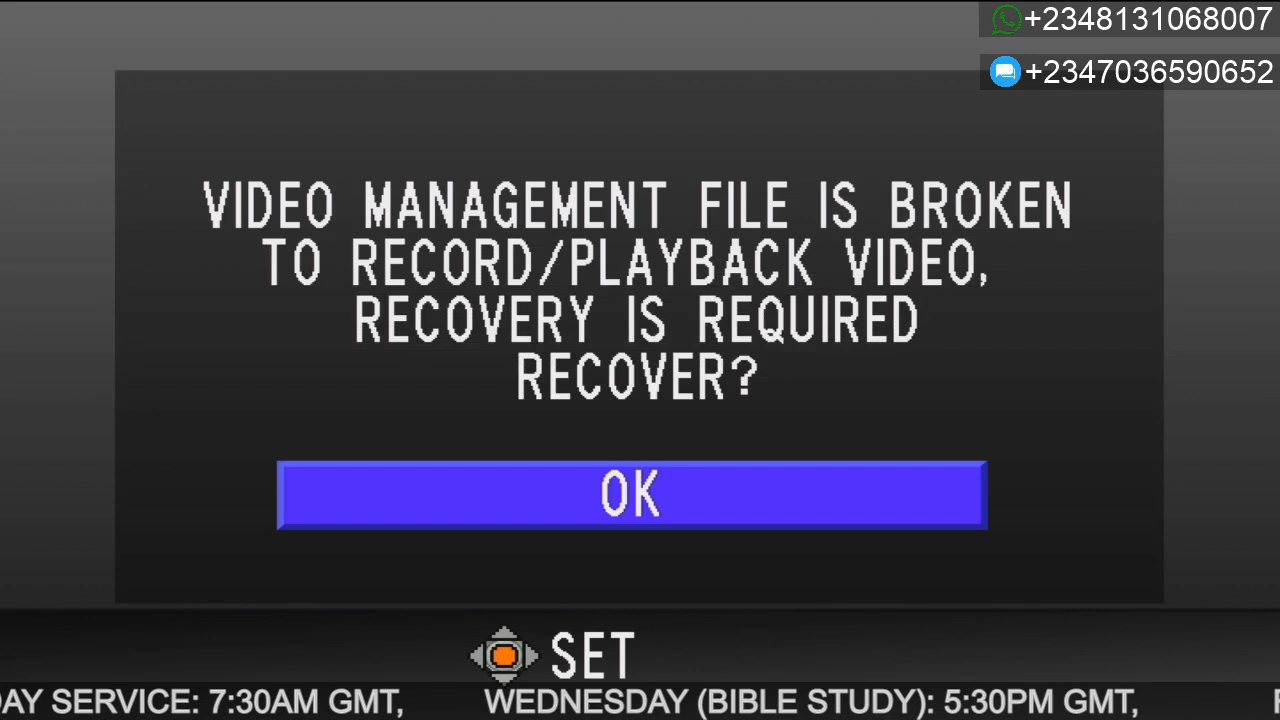 +2348131068007
+2347036590652
VIDEO MANAGEMENT FILE IS BROKEN
TO RECORD/PLAYBACK VIDEO,
RECOVERY IS REQUIRED
RECOVER?
OK
SET
AY SERVICE: 7:30AM GMT, WEDNESDAY (BIBLE STUDY): 5:30PM GMT,